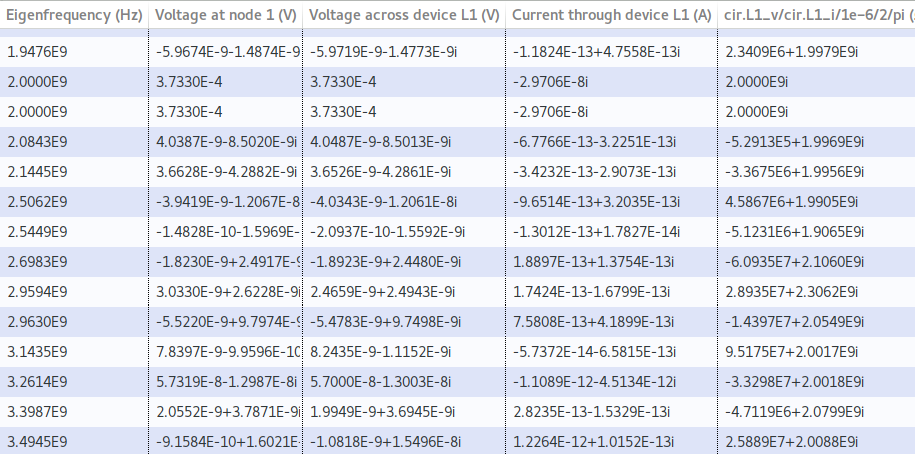 Eigenfrequency (Hz) Voltage at node 1 (V) Voltage across device L1 (V) Current through device L1 (A) cir.L1_v/cir.L1_i/1e-6/2/pi (
1.9476E9 -5.9674E-9-1.4874E-9 -5.9719E-9-1.4773E-9i -1.1824E-13+4.7558E-13i 2.3409E6+1.9979E9i
2.0000E9 3.7330E-4 3.7330E-4 -2.9706E-8i 2.0000E9i
2.0000E9 3.7330E-4 3.7330E-4 -2.9706E-8i 2.0000E9i
2.0843E9 4.0387E-9-8.5020E-9i 4.0487E-9-8.5013E-9i -6.7766E-13-3.2251E-13i -5.2913E5+1.9969E9i
2.1445E9 3.6628E-9-4.2882E-9i 3.6526E-9-4.2861E-9i -3.4232E-13-2.9073E-13i -3.3675E6+1.9956E9i
2.5062E9 -3.9419E-9-1.2067E-8 -4.0343E-9-1.2061E-8i -9.6514E-13+3.2035E-13i 4.5867E6+1.9905E9i
2.5449E9 -1.4828E-10-1.5969E- -2.0937E-10-1.5592E-9i -1.3012E-13+1.7827E-14i -5.1231E6+1.9065E9i
2.6983E9 -1.8230E-9+2.4917E-9 -1.8923E-9+2.4480E-9i 1.8897E-13+1.3754E-13i -6.0935E7+2.1060E9i
2.9594E9 3.0330E-9+2.6228E-9i 2.4659E-9+2.4943E-9i 1.7424E-13-1.6799E-13i 2.8935E7+2.3062E9i
2.9630E9 -5.5220E-9+9.7974E-9 -5.4783E-9+9.7498E-9i 7.5808E-13+4.1899E-13i -1.4397E7+2.0549E9i
3.1435E9 7.8397E-9-9.9596E-10 8.2435E-9-1.1152E-9i -5.7372E-14-6.5815E-13i 9.5175E7+2.0017E9i
3.2614E9 5.7319E-8-1.2987E-8i 5.7000E-8-1.3003E-8i -1.1089E-12-4.5134E-12i -3.3298E7+2.0018E9i
3.3987E9 2.0552E-9+3.7871E-9i 1.9949E-9+3.6945E-9i 2.8235E-13-1.5329E-13i -4.7119E6+2.0799E9i
3.4945E9 -9.1584E-10+1.6021E- -1.0818E-9+1.5496E-8i 1.2264E-12+1.0152E-13i 2.5889E7+2.0088E9i